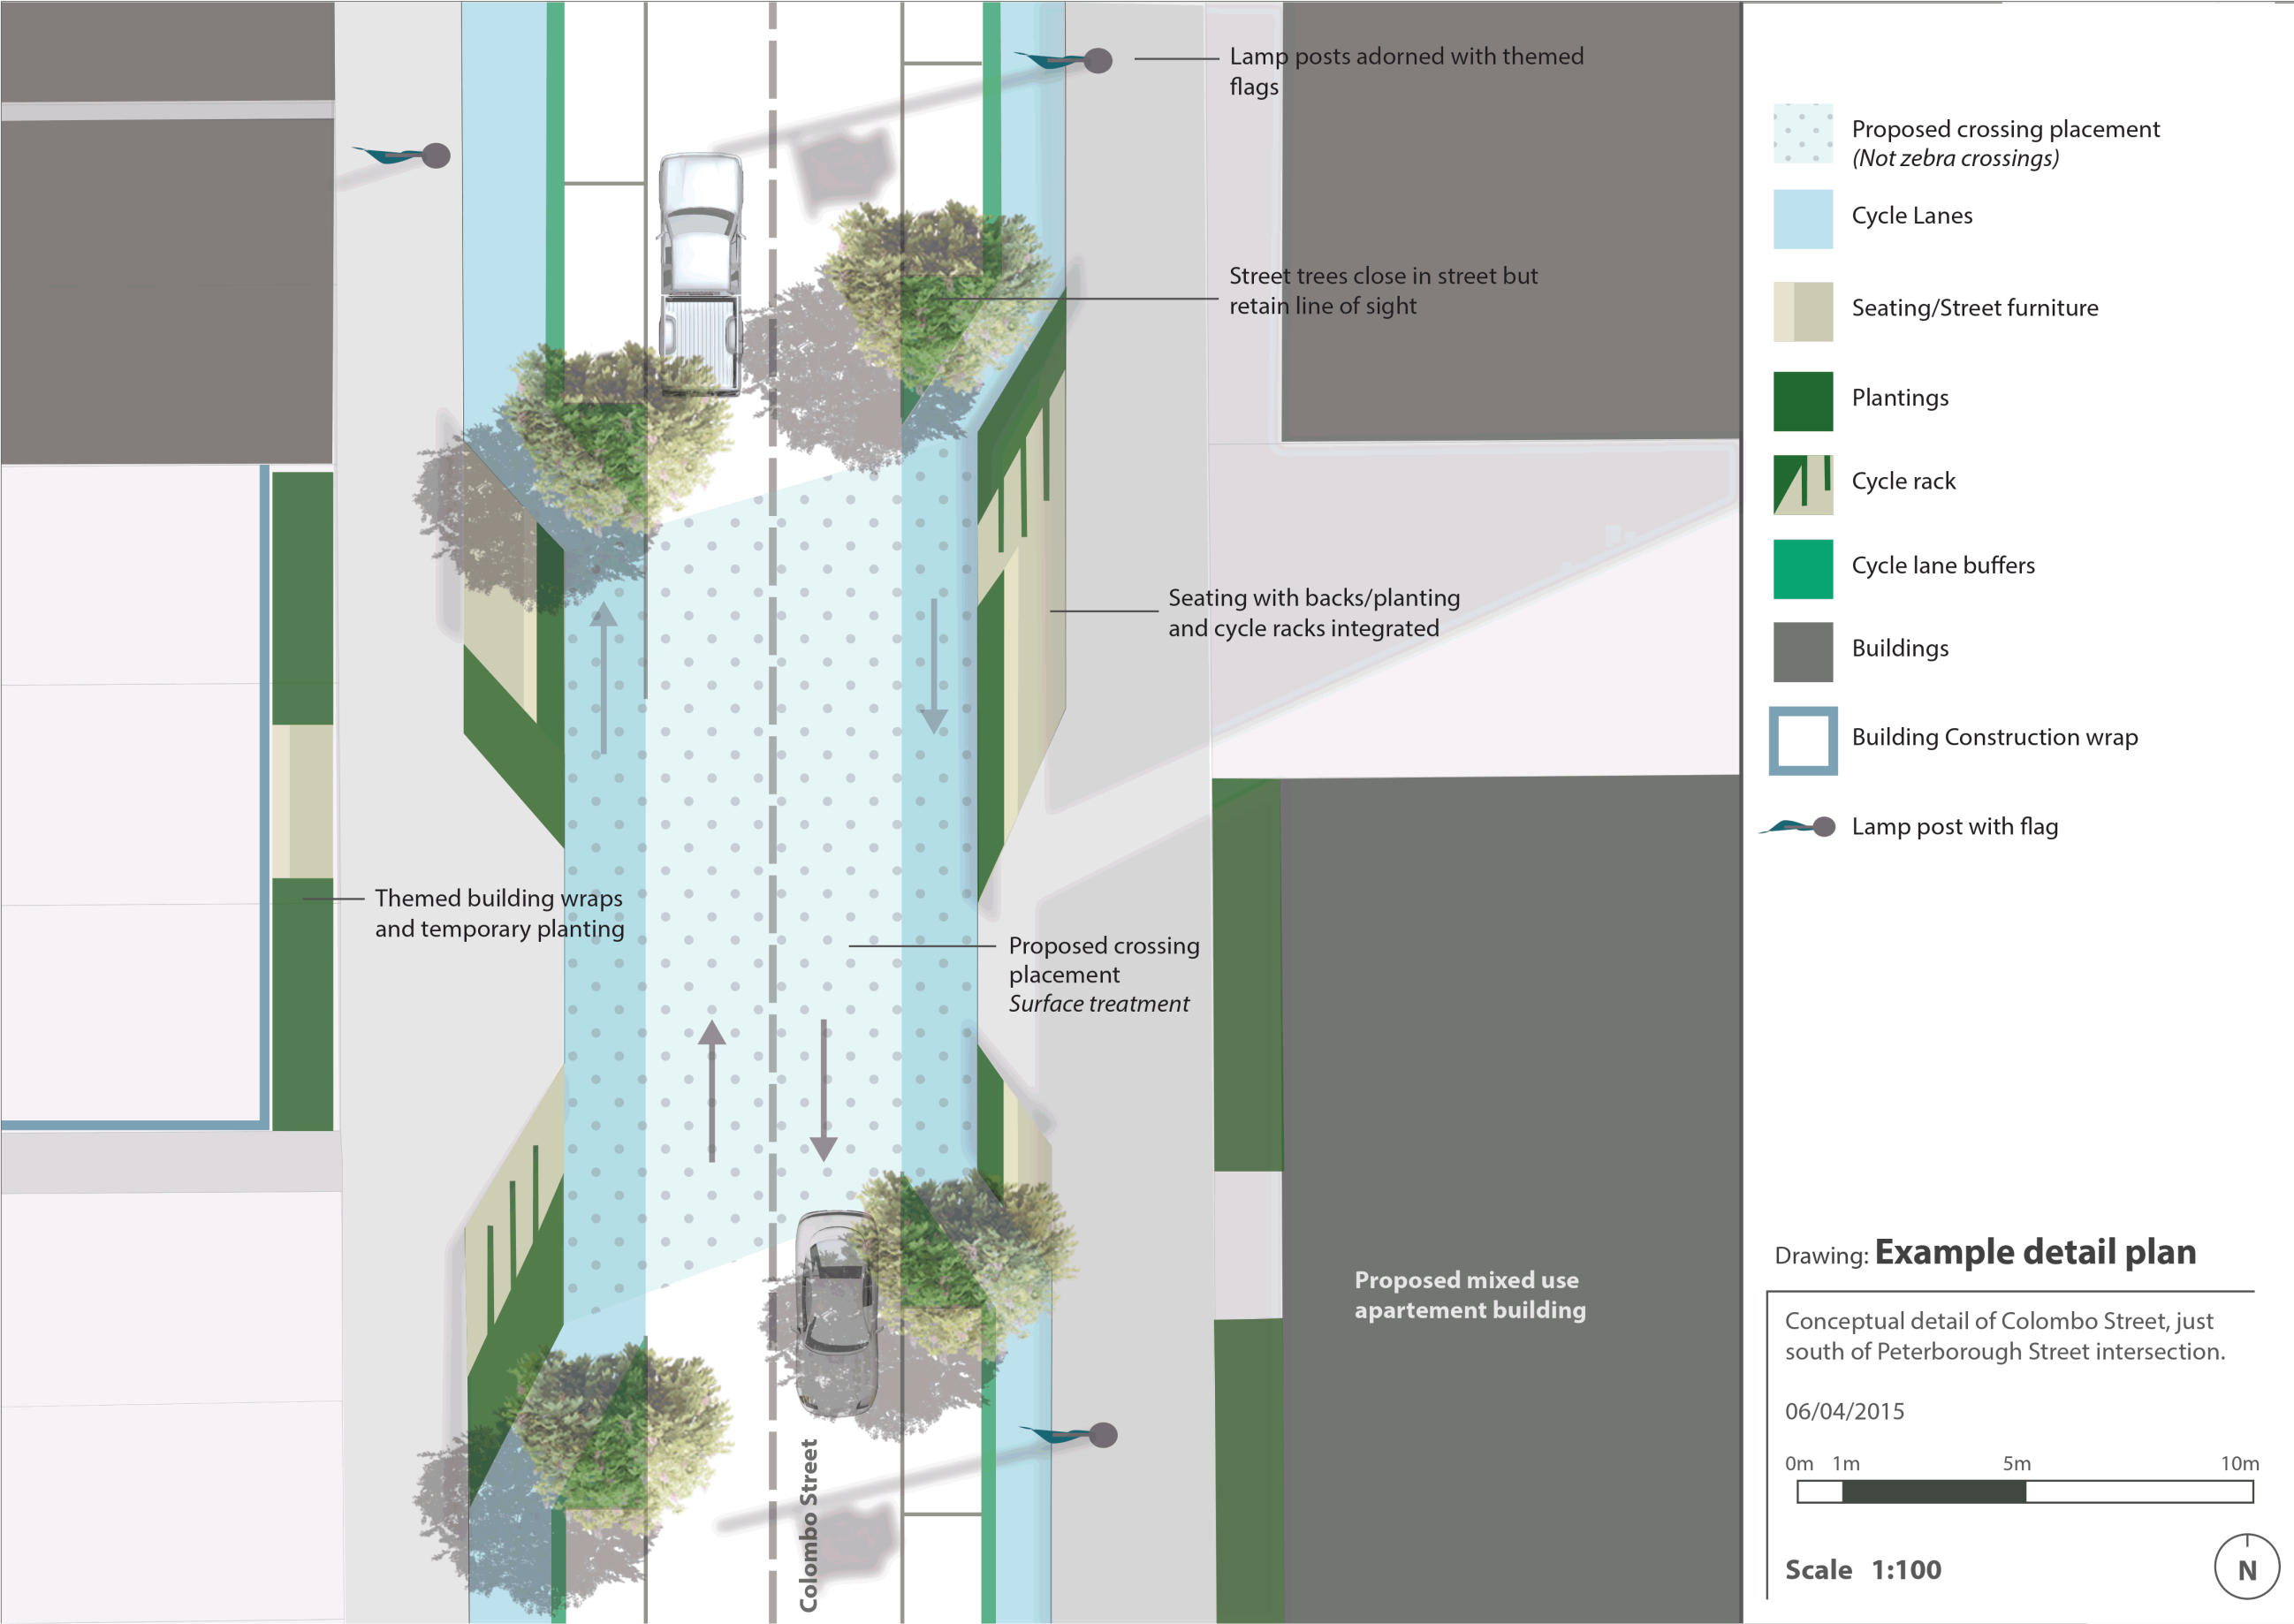 Lamp posts adorned with themed
flags
Street trees close in street but
retain line of sight
Seating with backs/planting
and cycle racks integrated
Themed building wraps
and temporary planting
Proposed crossing
placement
Surface treatment
Proposed mixed use
apartement building
Colombo Street
Proposed crossing placement
(Not zebra crossings)
Cycle Lanes
Seating/Street furniture
Plantings
Cycle rack
Cycle lane buffers
Buildings
Building Construction wrap
Lamp post with flag
Drawing: Example detail plan
Conceptual detail of Colombo Street, just
south of Peterborough Street intersection.
06/04/2015
0m 1m 5m 10m
Scale 1:100
N